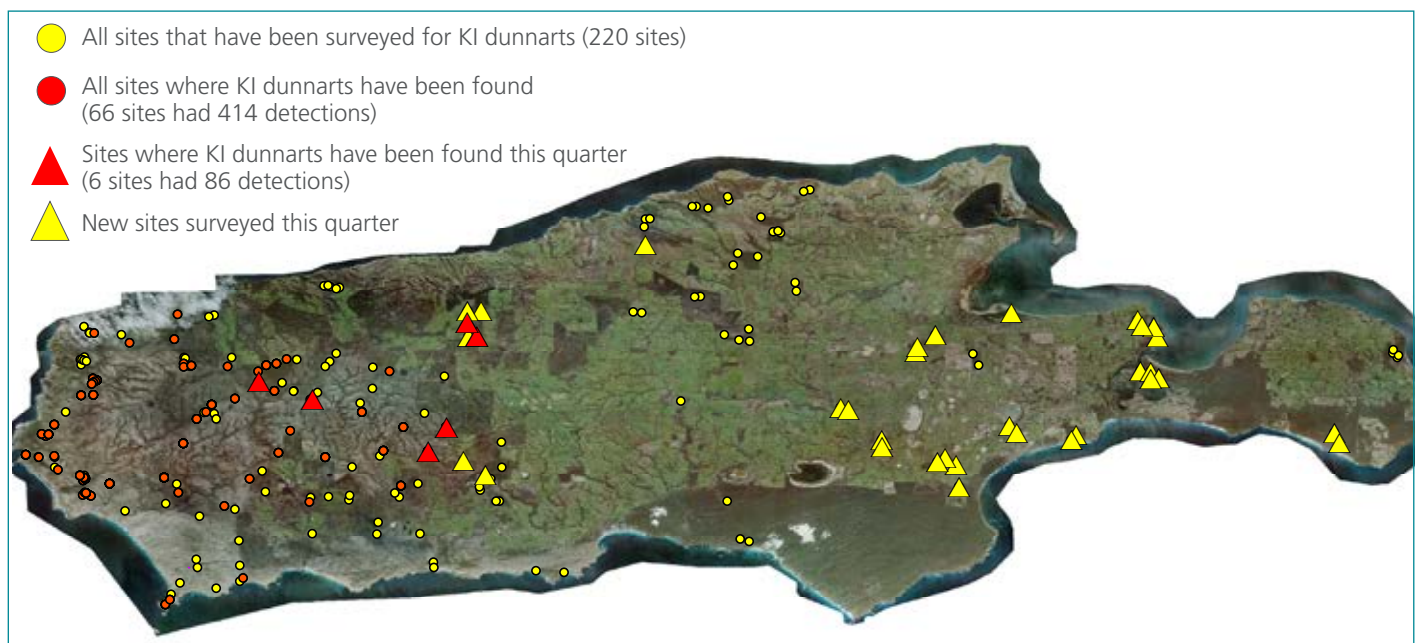 All sites that have been surveyed for KI dunnarts (220 sites)
All sites where KI dunnarts have been found
(66 sites had 414 detections)
Sites where KI dunnarts have been found this quarter
(6 sites had 86 detections)
New sites surveyed this quarter